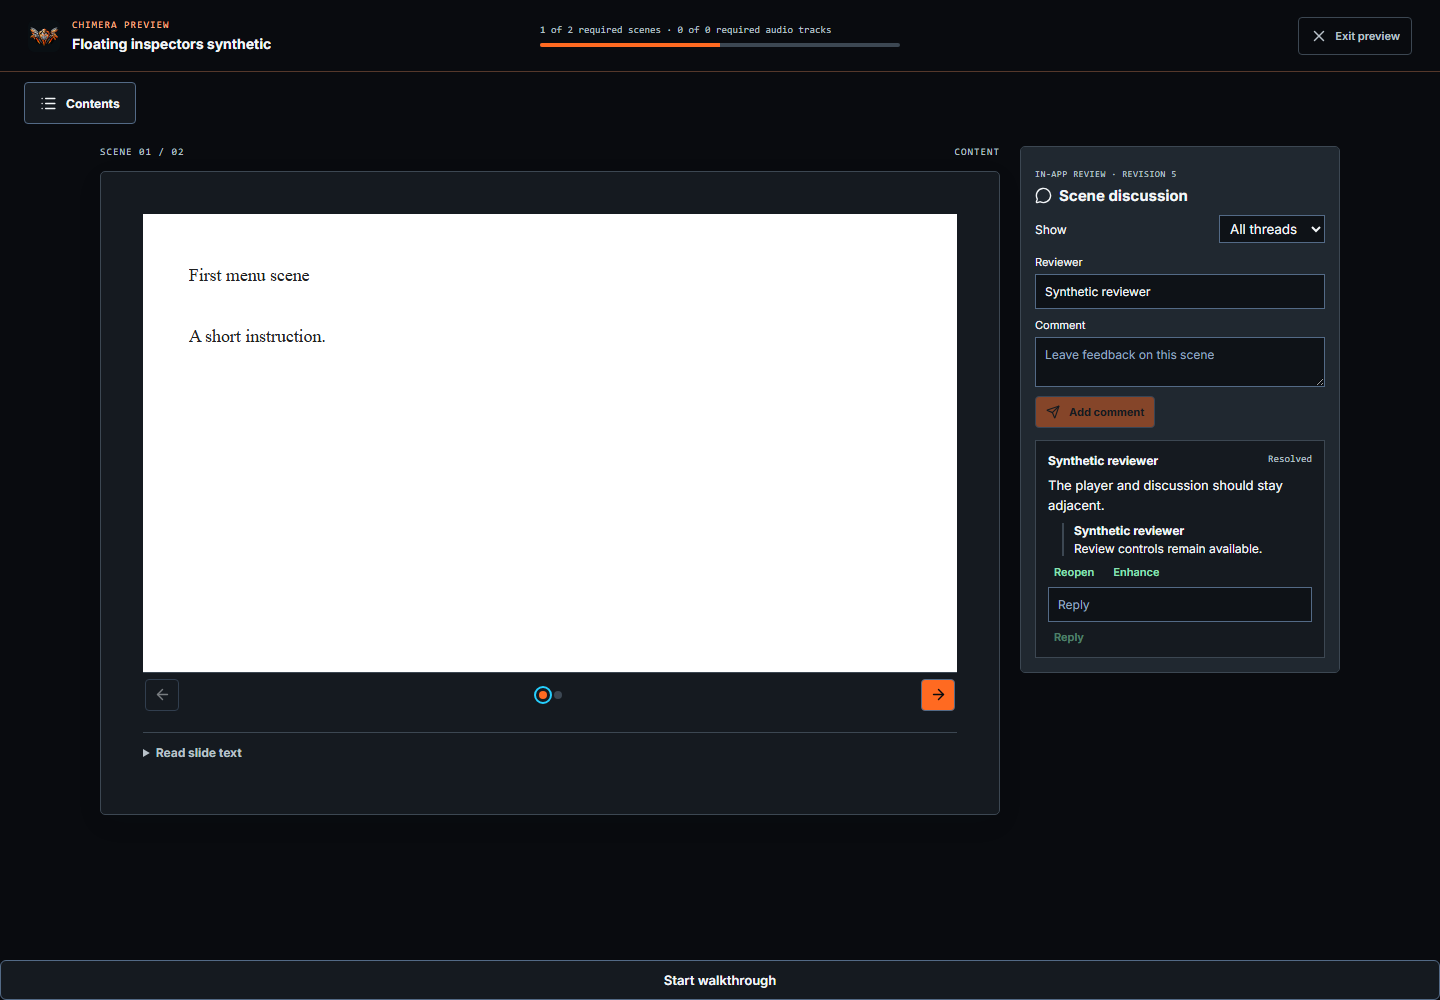 CHIMERA PREVIEW
Floating inspectors synthetic
1 of 2 required scenes · 0 of 0 required audio tracks
Exit preview
Contents
SCENE 01 / 02
CONTENT
First menu scene
A short instruction.
Read slide text
IN-APP REVIEW · REVISION 5
Scene discussion
Show
All threads
Reviewer
Synthetic reviewer
Comment
Leave feedback on this scene
Add comment
Synthetic reviewer
Resolved
The player and discussion should stay
adjacent.
Synthetic reviewer
Review controls remain available.
Reopen
Enhance
Reply
Reply
Start walkthrough